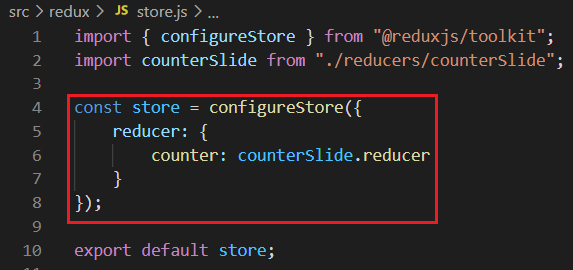 src > redux > JS store.js > ...
1 import { configureStore } from "@reduxjs/toolkit";
2 import counterSlide from "./reducers/counterSlide";
3
4 const store = configureStore({
5     reducer: {
6         counter: counterSlide.reducer
7     }
8 });
9
10 export default store;